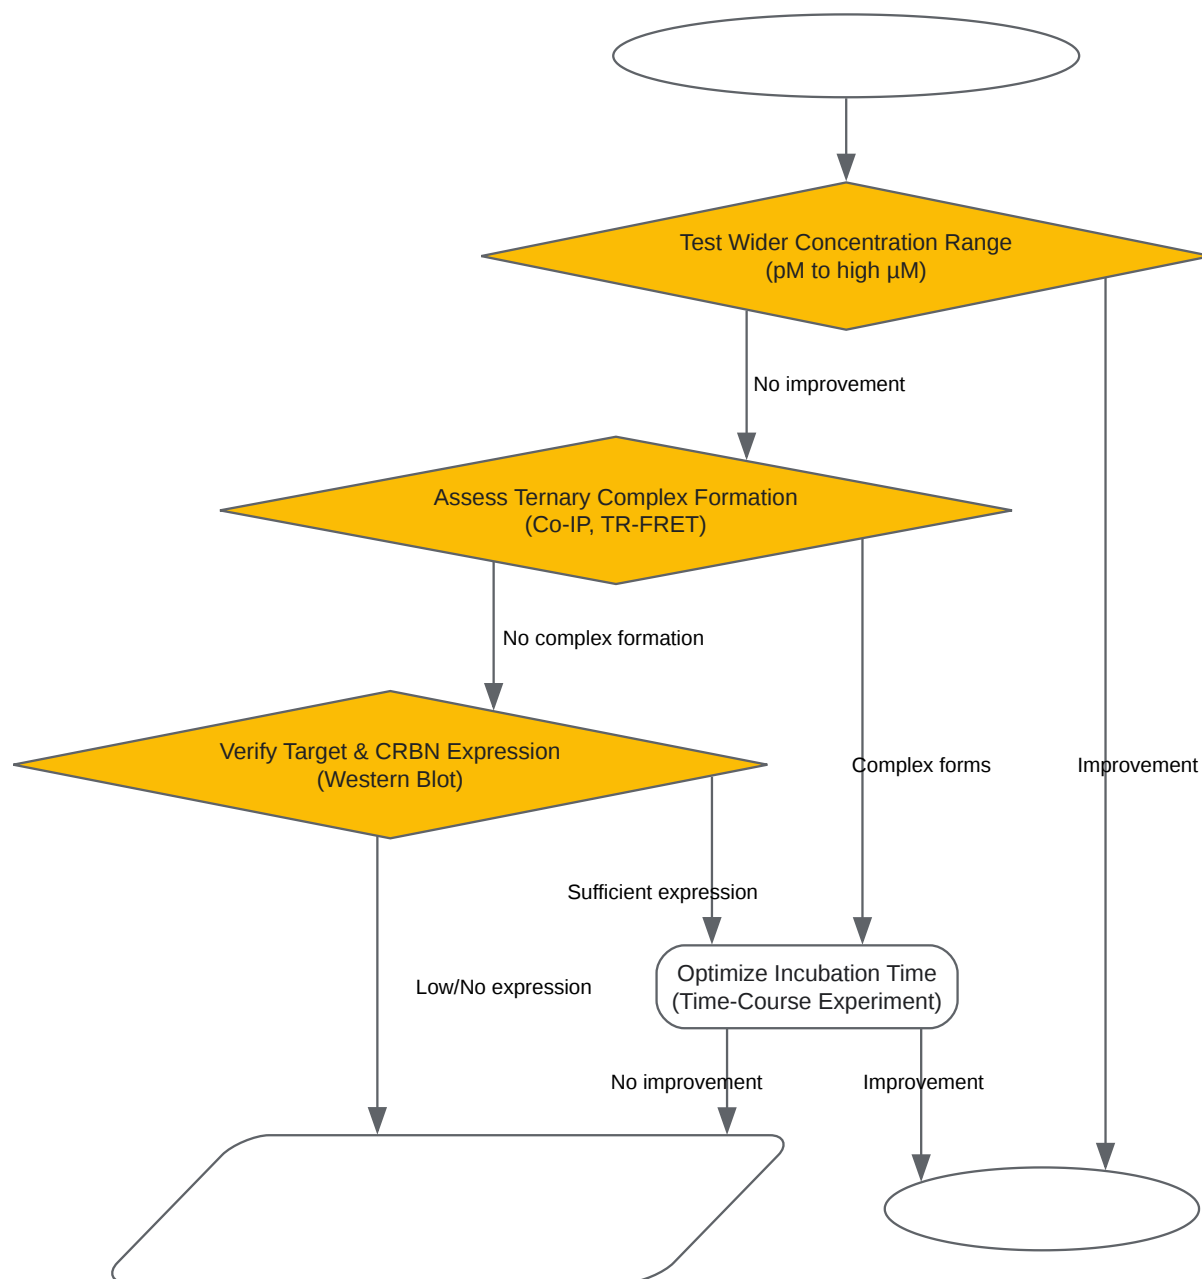 Test Wider Concentration Range
(pM to high µM)
No improvement
Assess Ternary Complex Formation
(Co-IP, TR-FRET)
No complex formation
Verify Target & CRBN Expression
(Western Blot)
Complex forms
Improvement
Sufficient expression
Optimize Incubation Time
(Time-Course Experiment)
Low/No expression
No improvement
Improvement